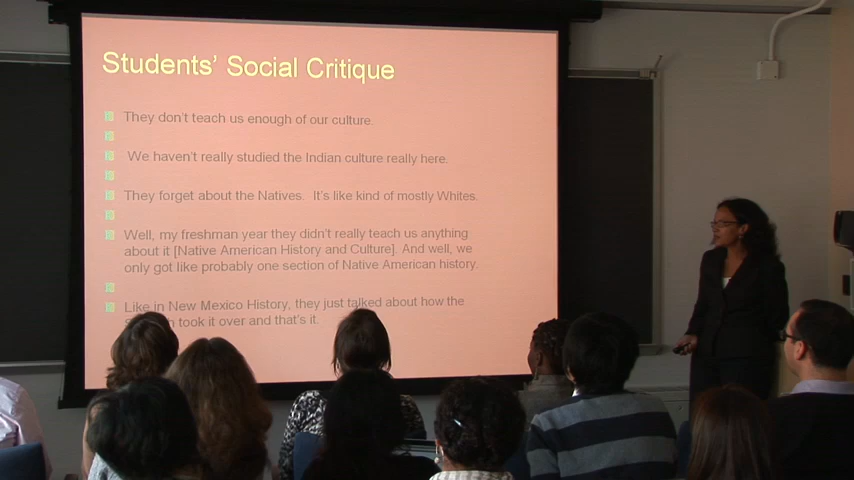 Students' Social Critique
They don't teach us enough of our culture.
We haven't really studied the Indian culture really here.
They forget about the Natives. It's like kind of mostly Whites.
Well, my freshman year they didn't really teach us anything
about it [Native American History and Culture]. And well, we
only got like probably one section of Native American history.
Like in New Mexico History, they just talked about how the
took it over and that's it.